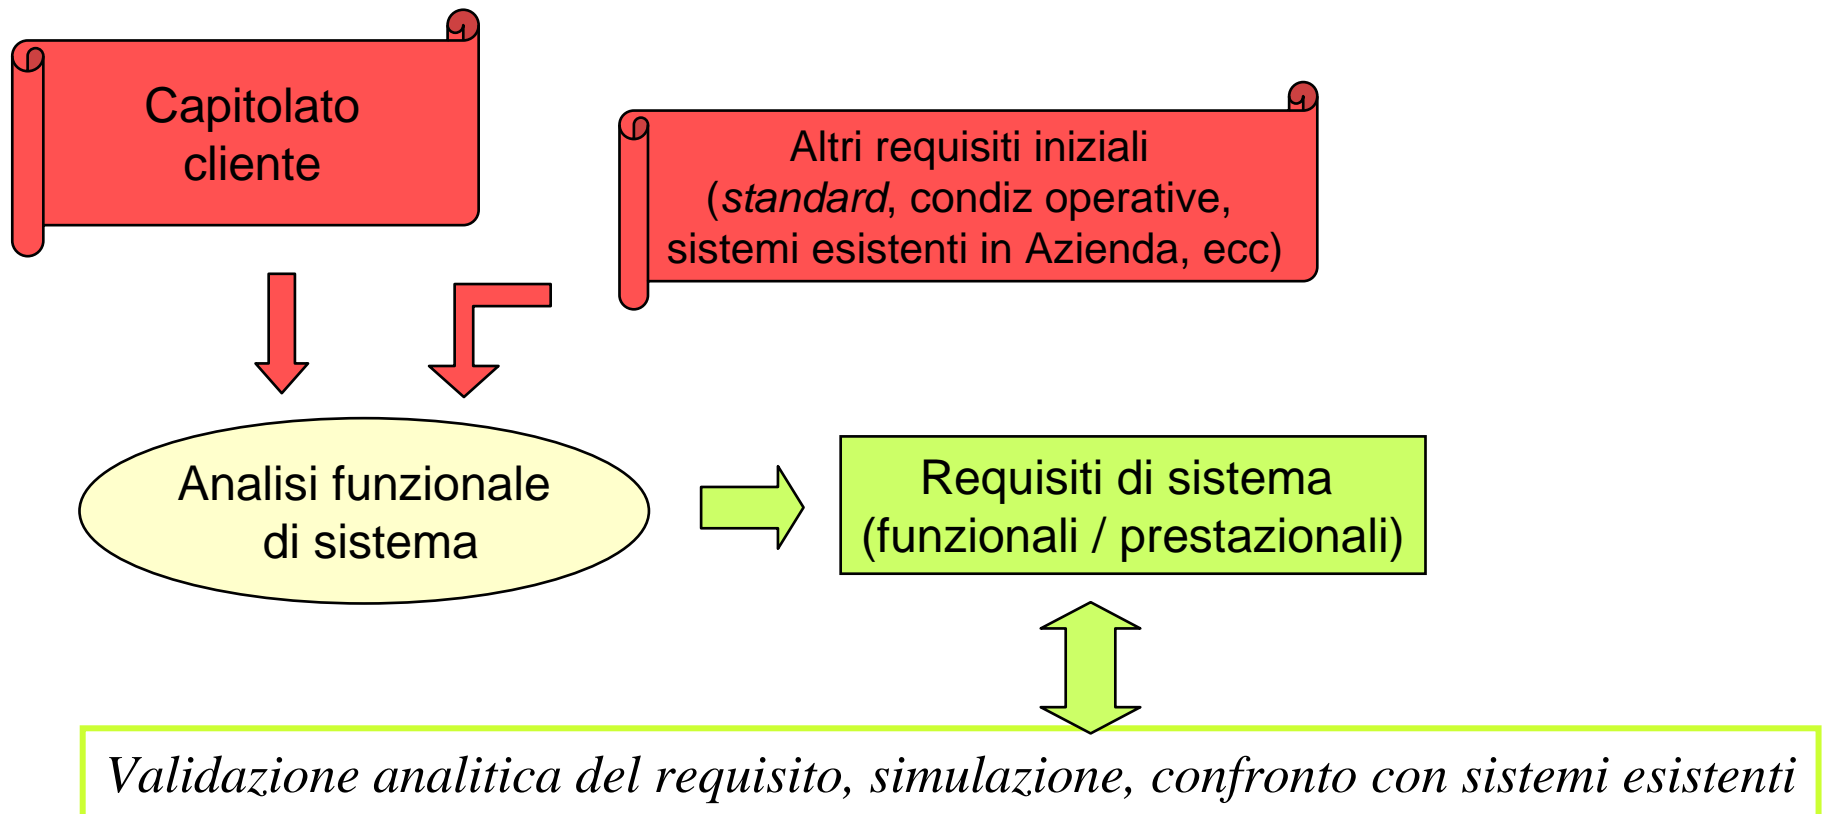 Capitolato
cliente
Altri requisiti iniziali
(standard, condiz operative,
sistemi esistenti in Azienda, ecc)
Analisi funzionale
di sistema
Requisiti di sistema
(funzionali / prestazionali)
Validazione analitica del requisito, simulazione, confronto con sistemi esistenti